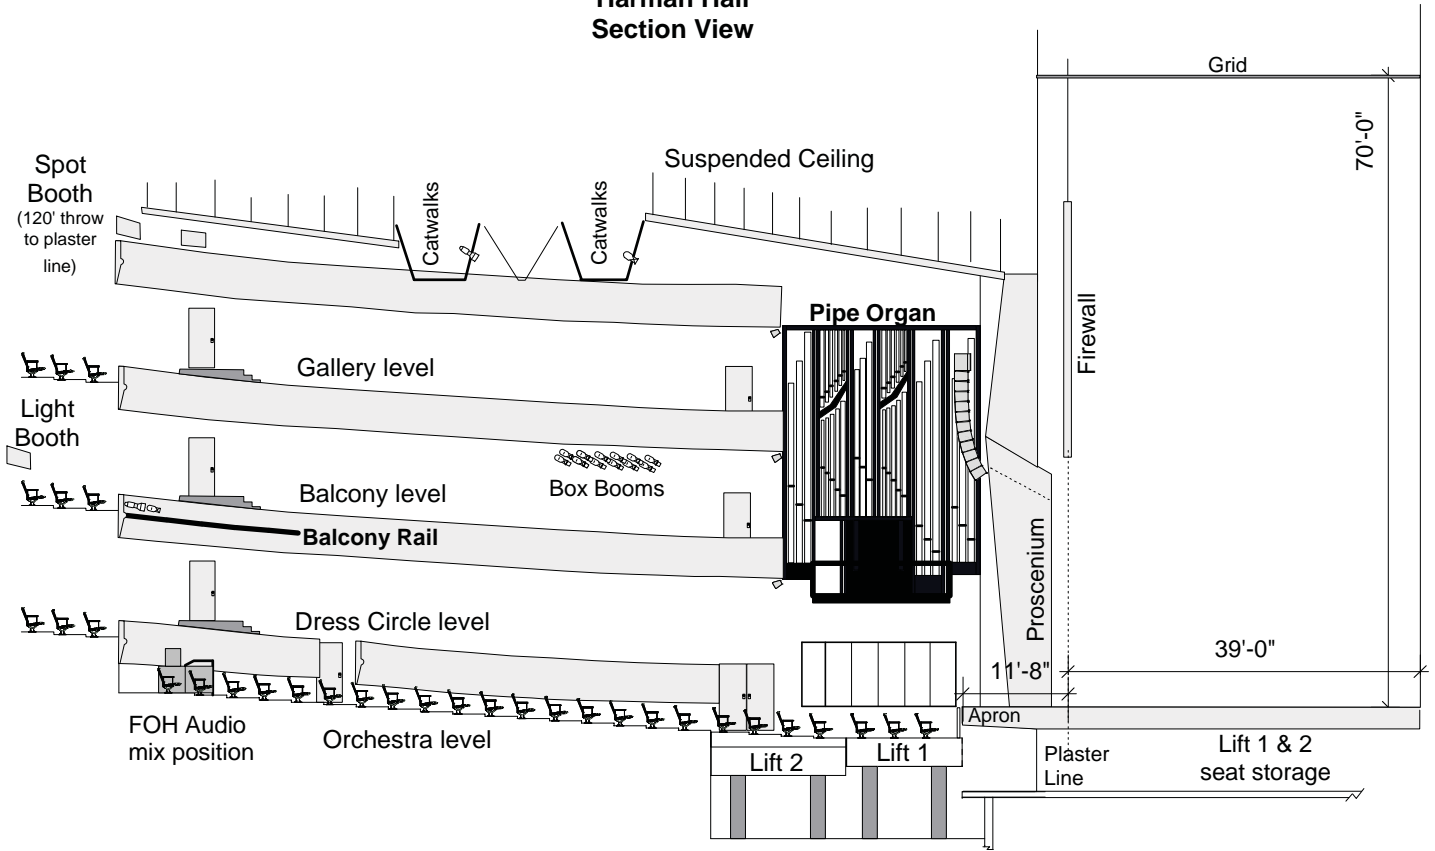 Harman Hall
Section View
Grid
70'-0"
Spot
Booth
(120' throw
to plaster
line)
Suspended Ceiling
Catwalks
Catwalks
Pipe Organ
Firewall
Gallery level
Light
Booth
Balcony level
Box Booms
Balcony Rail
Proscenium
Dress Circle level
39'-0"
11'-8"
Apron
FOH Audio
mix position
Orchestra level
Lift 2
Lift 1
Plaster
Line
Lift 1 & 2
seat storage